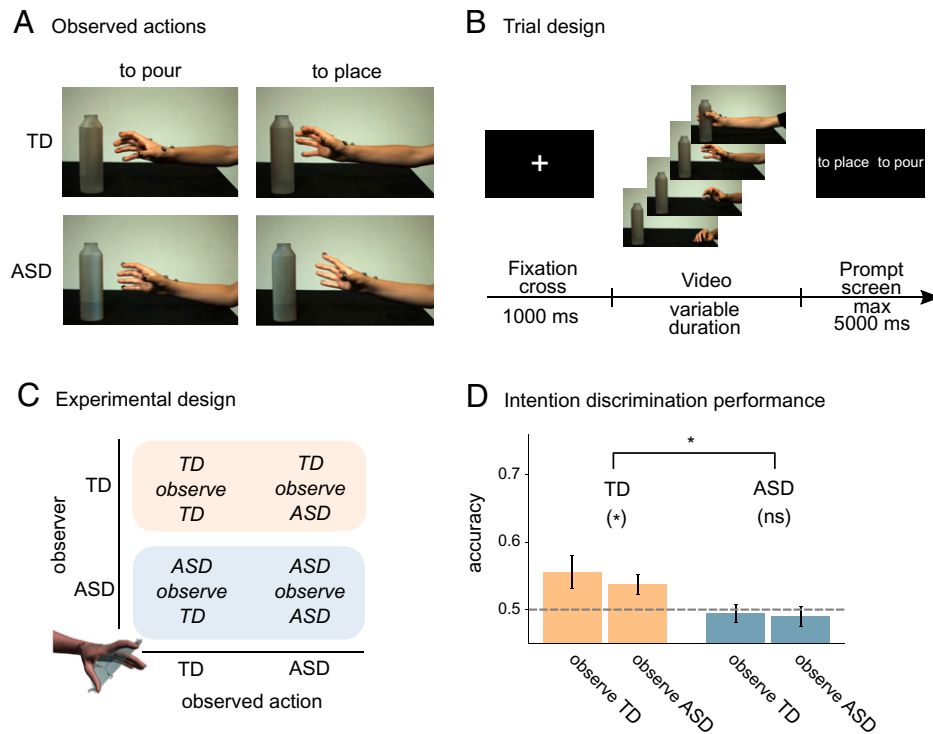 A Observed actions
to pour to place
TD
ASD
B Trial design
+
to place to pour
Fixation
cross
1000 ms
Video
variable
duration
Prompt
screen
max
5000 ms
C Experimental design
observer
TD
TD
observe
TD
TD
observe
ASD
ASD
ASD
observe
TD
ASD
observe
ASD
TD ASD
observed action
D Intention discrimination performance
accuracy
0.7
0.6
0.5
*
TD
(*)
ASD
(ns)
observe TD
observe ASD
observe TD
observe ASD